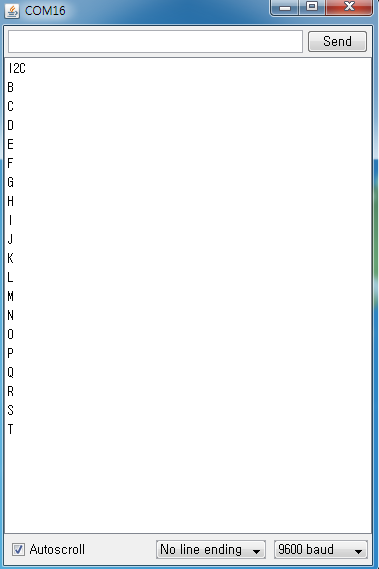 COM16
Send
I2C
B
C
D
E
F
G
H
I
J
K
L
M
N
O
P
Q
R
S
T
Autoscroll
No line ending
9600 baud